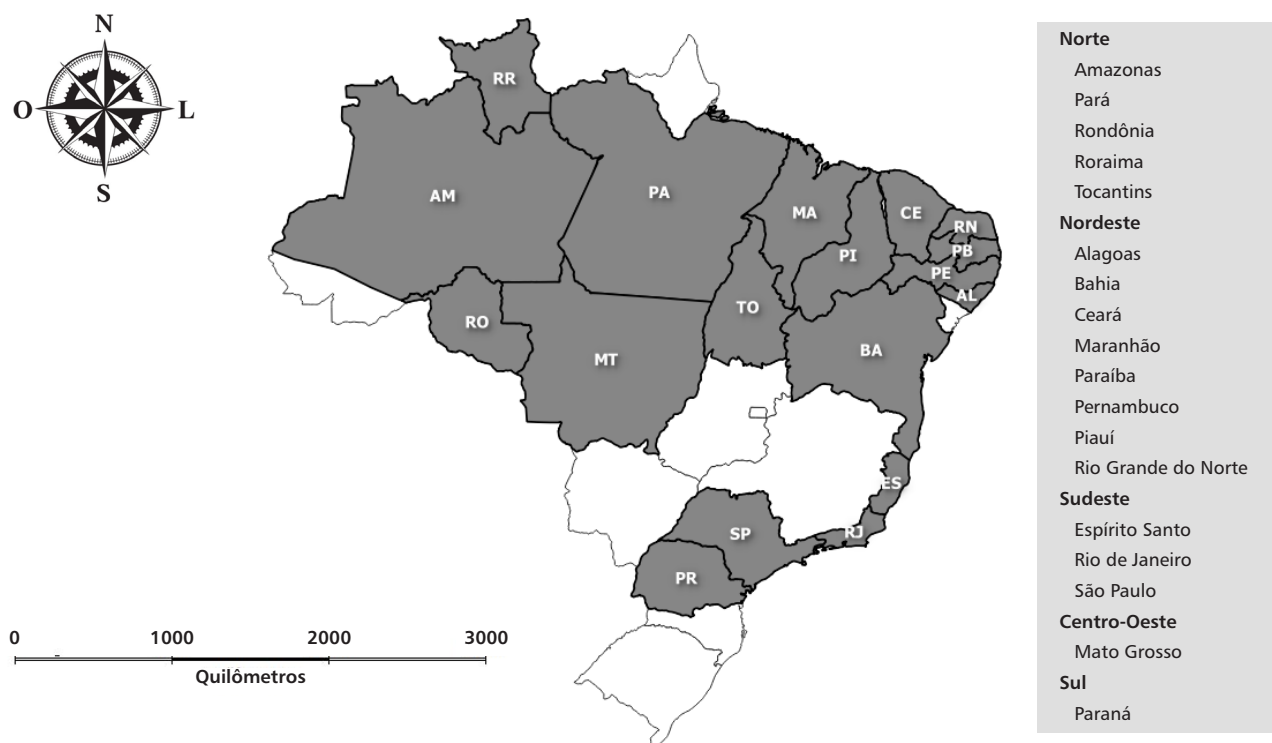 N
O
L
S
RR
AM
PA
MA
CE
RN
PB
PI
PE
AL
TO
RO
BA
MT
ES
SP
RJ
PR
0 1000 2000 3000
Quilômetros
Norte
Amazonas
Pará
Rondônia
Roraima
Tocantins
Nordeste
Alagoas
Bahia
Ceará
Maranhão
Paraíba
Pernambuco
Piauí
Rio Grande do Norte
Sudeste
Espírito Santo
Rio de Janeiro
São Paulo
Centro-Oeste
Mato Grosso
Sul
Paraná